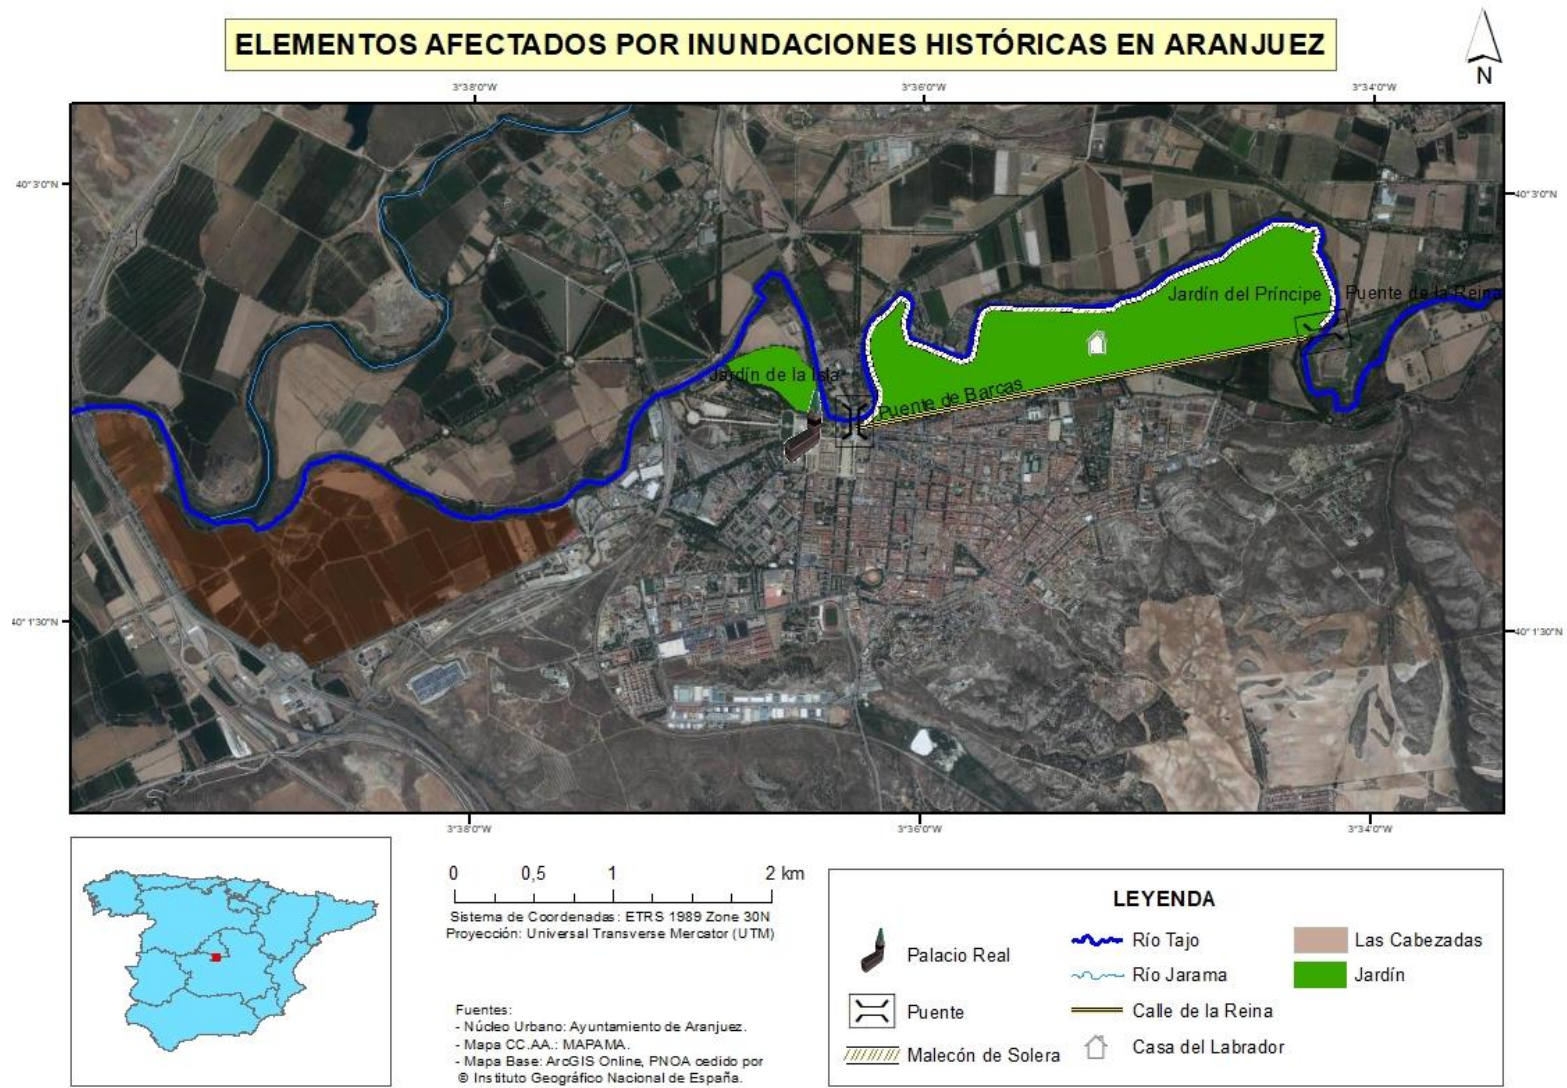 ELEMENTOS AFECTADOS POR INUNDACIONES HISTÓRICAS EN ARANJUEZ
N
3°38'0"W
3°36'0"W
3°34'0"W
40°3'0"N
40°3'0"N
Jardín del Príncipe
Puente de la Reina
Jardín de la Isla
Puente de Barcas
40°1'30"N
40°1'30"N
3°38'0"W
3°36'0"W
3°34'0"W
0 0,5 1 2 km
Sistema de Coordenadas: ETRS 1989 Zone 30N
Proyección: Universal Transverse Mercator (UTM)
Fuentes:
- Núcleo Urbano: Ayuntamiento de Aranjuez.
- Mapa CC.AA.: MAPAMA.
- Mapa Base: ArcGIS Online, PNOA cedido por
© Instituto Geográfico Nacional de España.
LEYENDA
Palacio Real
Puente
Malecón de Solera
Río Tajo
Río Jarama
Calle de la Reina
Casa del Labrador
Las Cabezadas
Jardín